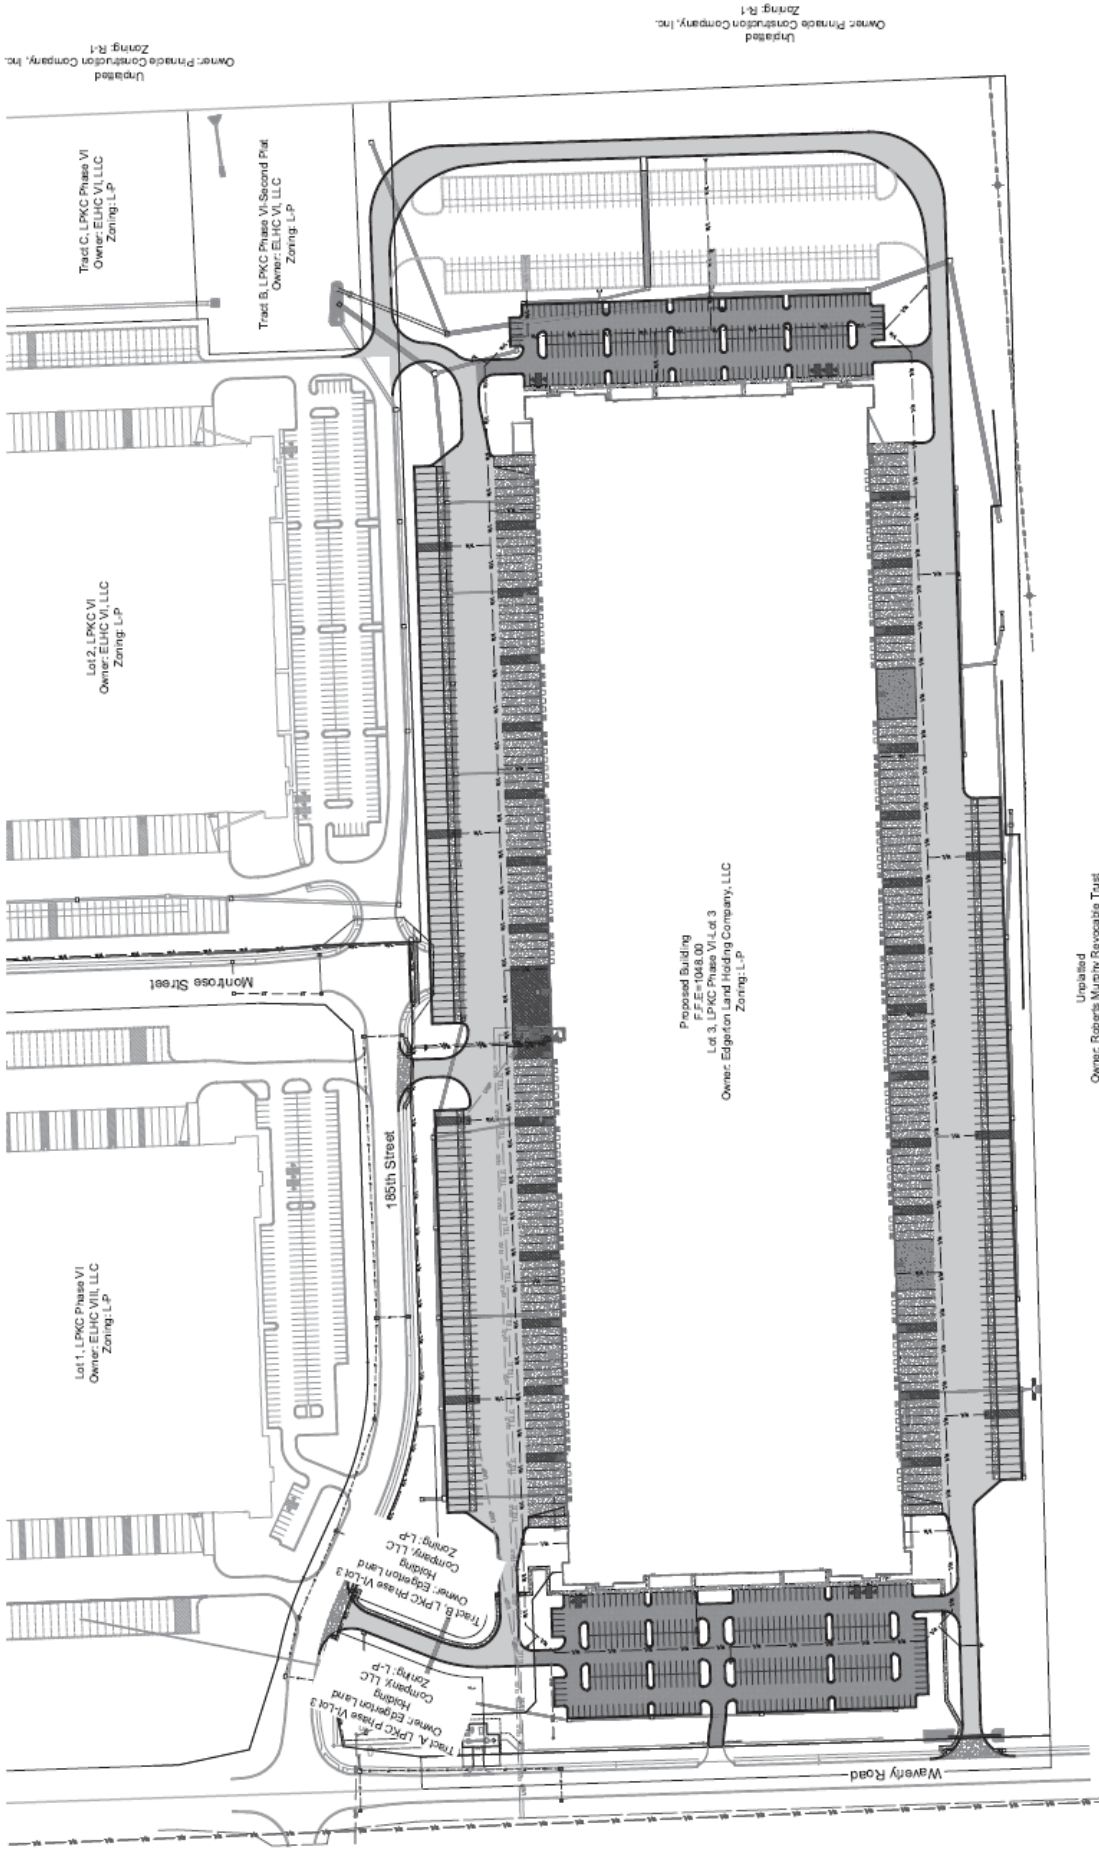 Unplatted
Owner: Pinnacle Construction Company, Inc.
Zoning: R-1
Unplatted
Owner: Pinnacle Construction Company, Inc.
Zoning: R-1
Tract C, LPKC Phase VI
Owner: ELHC VI, LLC
Zoning: L-P
Tract B, LPKC Phase VI-Second Plat
Owner: ELHC VI, LLC
Zoning: L-P
Lot 2, LPKC VI
Owner: ELHC VI, LLC
Zoning: L-P
Montrose Street
Proposed Building
F.F.E=1048.00
Lot 3, LPKC Phase VI-Lot 3
Owner: Edgerton Land Holding Company, LLC
Zoning: L-P
Unplatted
Owner: Roberts Murphy Revocable Trust
185th Street
Lot 1, LPKC Phase VI
Owner: ELHC VIII, LLC
Zoning: L-P
Tract B, LPKC Phase VI-Lot 3
Owner: Edgerton Land
Holding
Company, LLC
Zoning: L-P
Tract A, LPKC Phase VI-Lot 3
Owner: Edgerton Land
Holding
Company, LLC
Zoning: L-P
Waverly Road